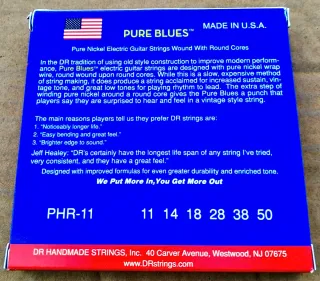 PURE BLUES™
MADE IN U.S.A.
Pure Nickel Electric Guitar Strings Wound With Round Cores
In the DR tradition of using old style construction to improve modern perform-
ance, Pure Blues™ electric guitar strings are designed with pure nickel wrap
wire, round wound upon round cores. While this is a slow, expensive
method of string making, it does produce a string acclaimed for increased sustain, vin-
tage tone, and great low tones for playing rhythm to lead. The extra step of
winding pure nickel around a round core gives the Pure Blues a punch that
players say they are surprised to hear and feel in a vintage style string.
The main reasons players tell us they prefer DR strings are:
1. "Noticeably longer life."
2. "Easy bending and great feel."
3. "Brighter edge to sound."
Jeff Healey: "DR's certainly have the longest life span of any string I've tried,
very consistent, and they have a great feel."
Designed with improved formulas for even greater durability and enriched tone.
We Put More In, You Get More Out
PHR-11 11 14 18 28 38 50
DR HANDMADE STRINGS, Inc. 40 Carver Avenue, Westwood, NJ 07675
www.DRstrings.com